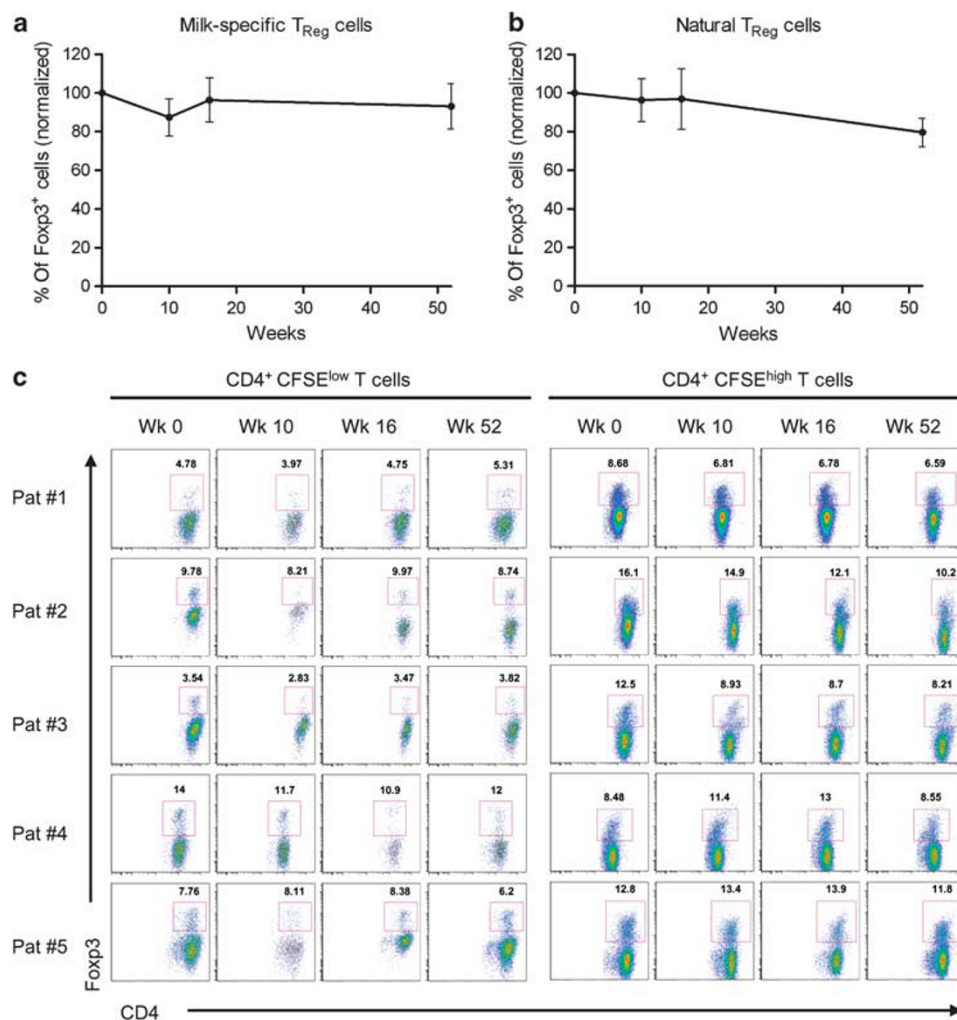 a
Milk-specific TReg cells
% Of Foxp3+ cells (normalized)
120
100
80
60
40
20
0
0 10 20 30 40 50
Weeks
b
Natural TReg cells
% Of Foxp3+ cells (normalized)
120
100
80
60
40
20
0
0 10 20 30 40 50
Weeks
c
CD4+ CFSElow T cells
CD4+ CFSEhigh T cells
Wk 0 Wk 10 Wk 16 Wk 52 Wk 0 Wk 10 Wk 16 Wk 52
Pat #1 4.78 3.97 4.75 5.31 8.68 6.81 6.78 6.59
Pat #2 9.78 8.21 9.97 8.74 16.1 14.9 12.1 10.2
Pat #3 3.54 2.83 3.47 3.82 12.5 8.93 8.7 8.21
Pat #4 14 11.7 10.9 12 8.48 11.4 13 8.55
Pat #5 7.76 8.11 8.38 6.2 12.8 13.4 13.9 11.8
Foxp3
CD4